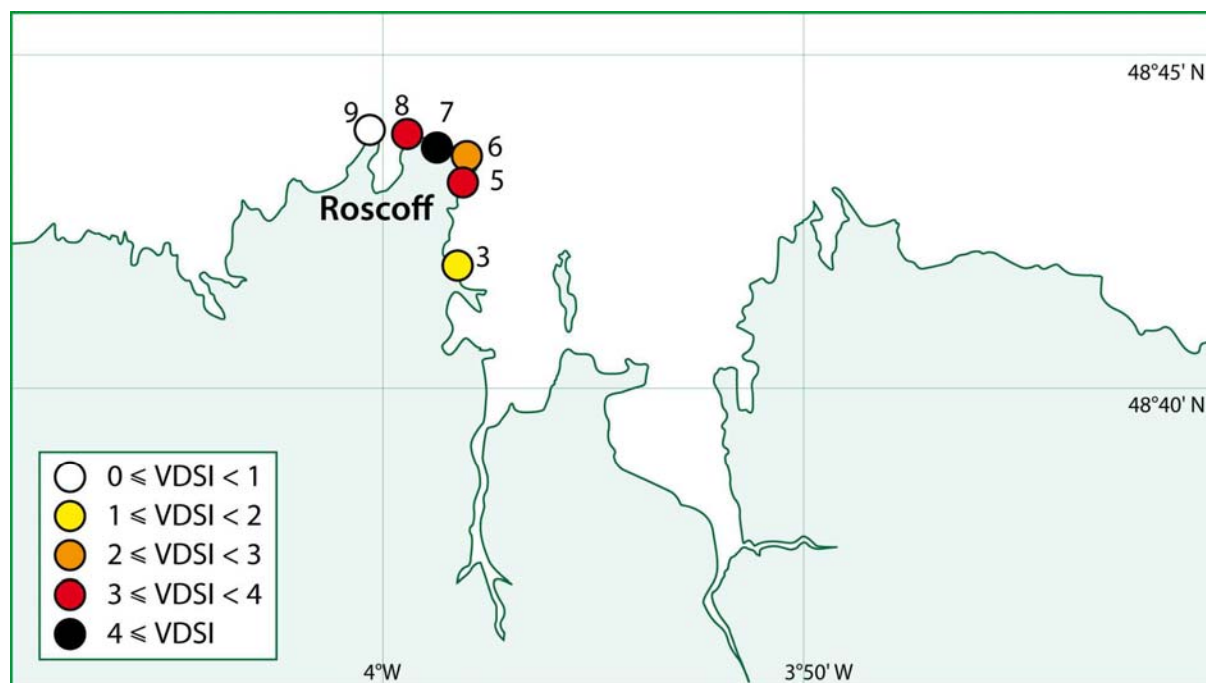 48°45' N
9
8
7
6
5
Roscoff
3
48°40' N
0 ⩽ VDSI < 1
1 ⩽ VDSI < 2
2 ⩽ VDSI < 3
3 ⩽ VDSI < 4
4 ⩽ VDSI
4°W
3°50' W